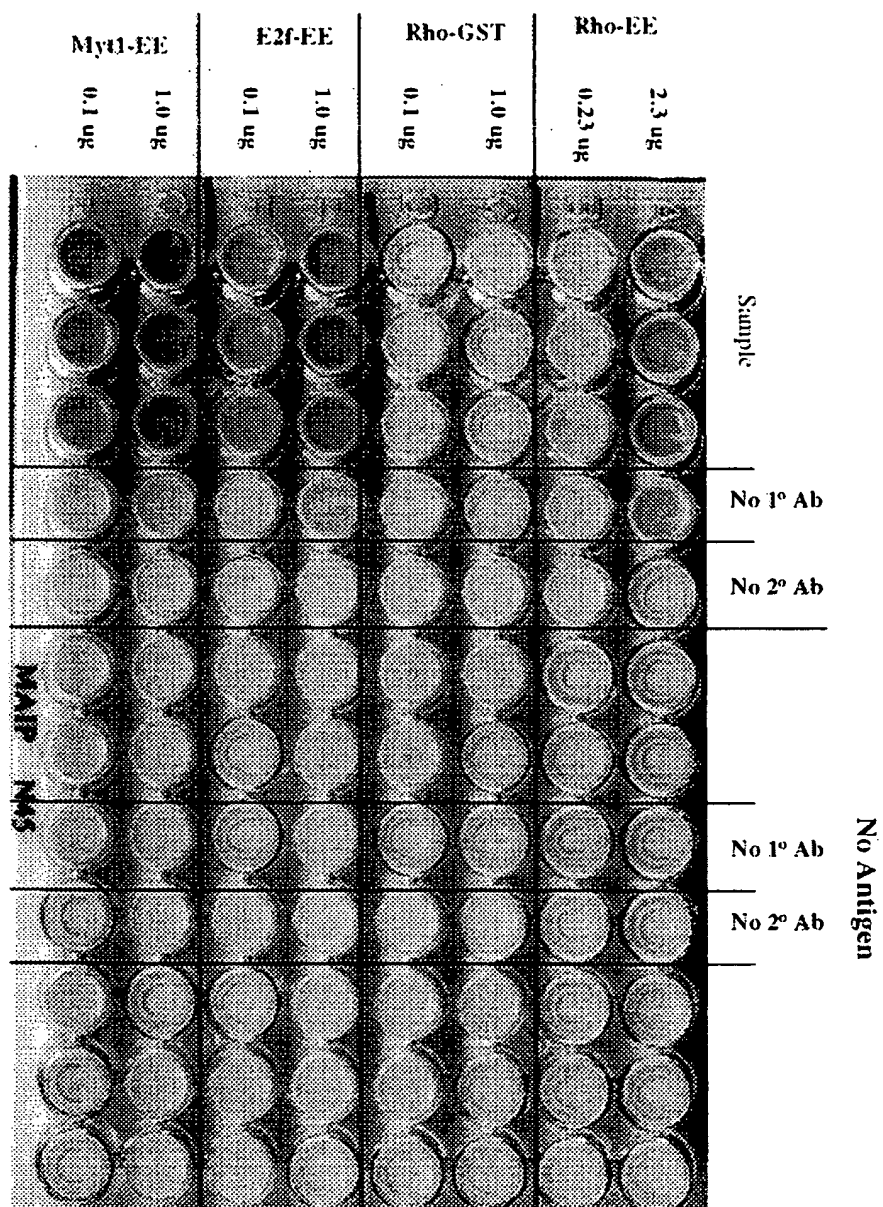 Myt1-EE
E2f-EE
Rho-GST
Rho-EE
0.1 ug
1.0 ug
0.1 ug
1.0 ug
0.1 ug
1.0 ug
0.23 ug
2.3 ug
Sample
No 1° Ab
No 2° Ab
No 1° Ab
No 2° Ab
No Antigen
MAIP N45